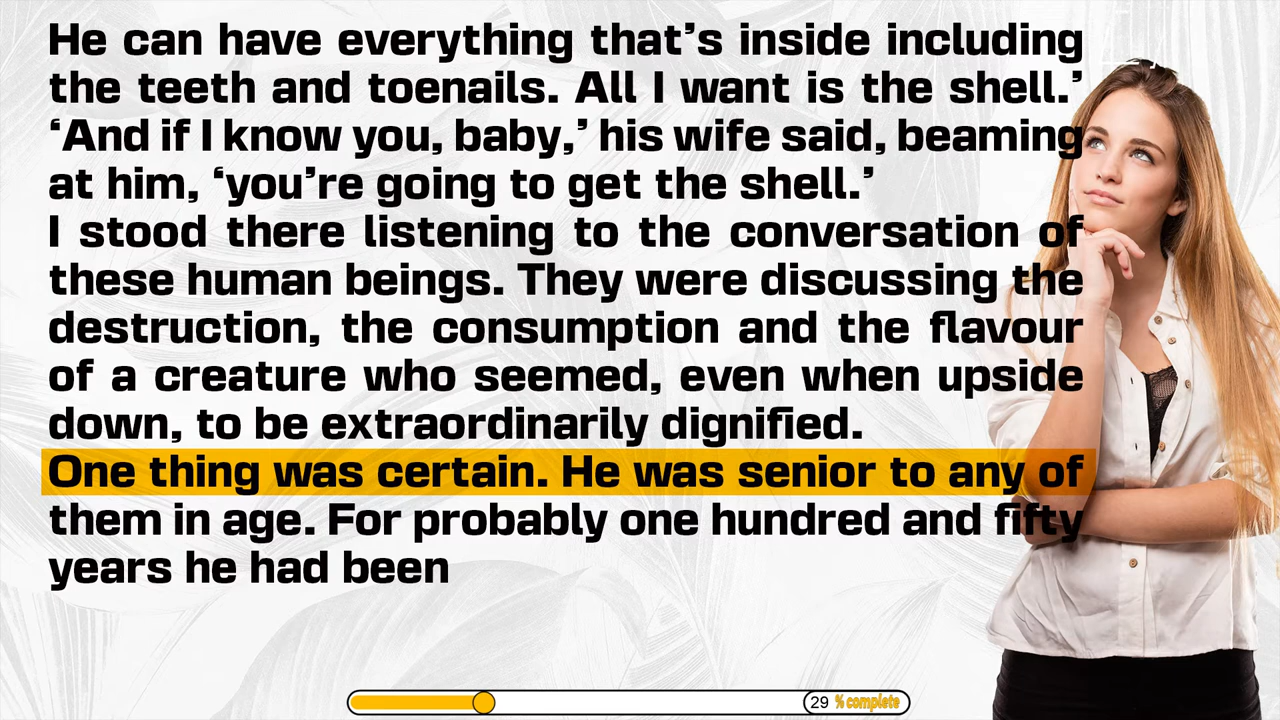 He can have everything that’s inside including
the teeth and toenails. All I want is the shell.’
‘And if I know you, baby,’ his wife said, beaming
at him, ‘you’re going to get the shell.’
I stood there listening to the conversation of
these human beings. They were discussing the
destruction, the consumption and the flavour
of a creature who seemed, even when upside
down, to be extraordinarily dignified.
One thing was certain. He was senior to any of
them in age. For probably one hundred and fifty
years he had been
29 % complete